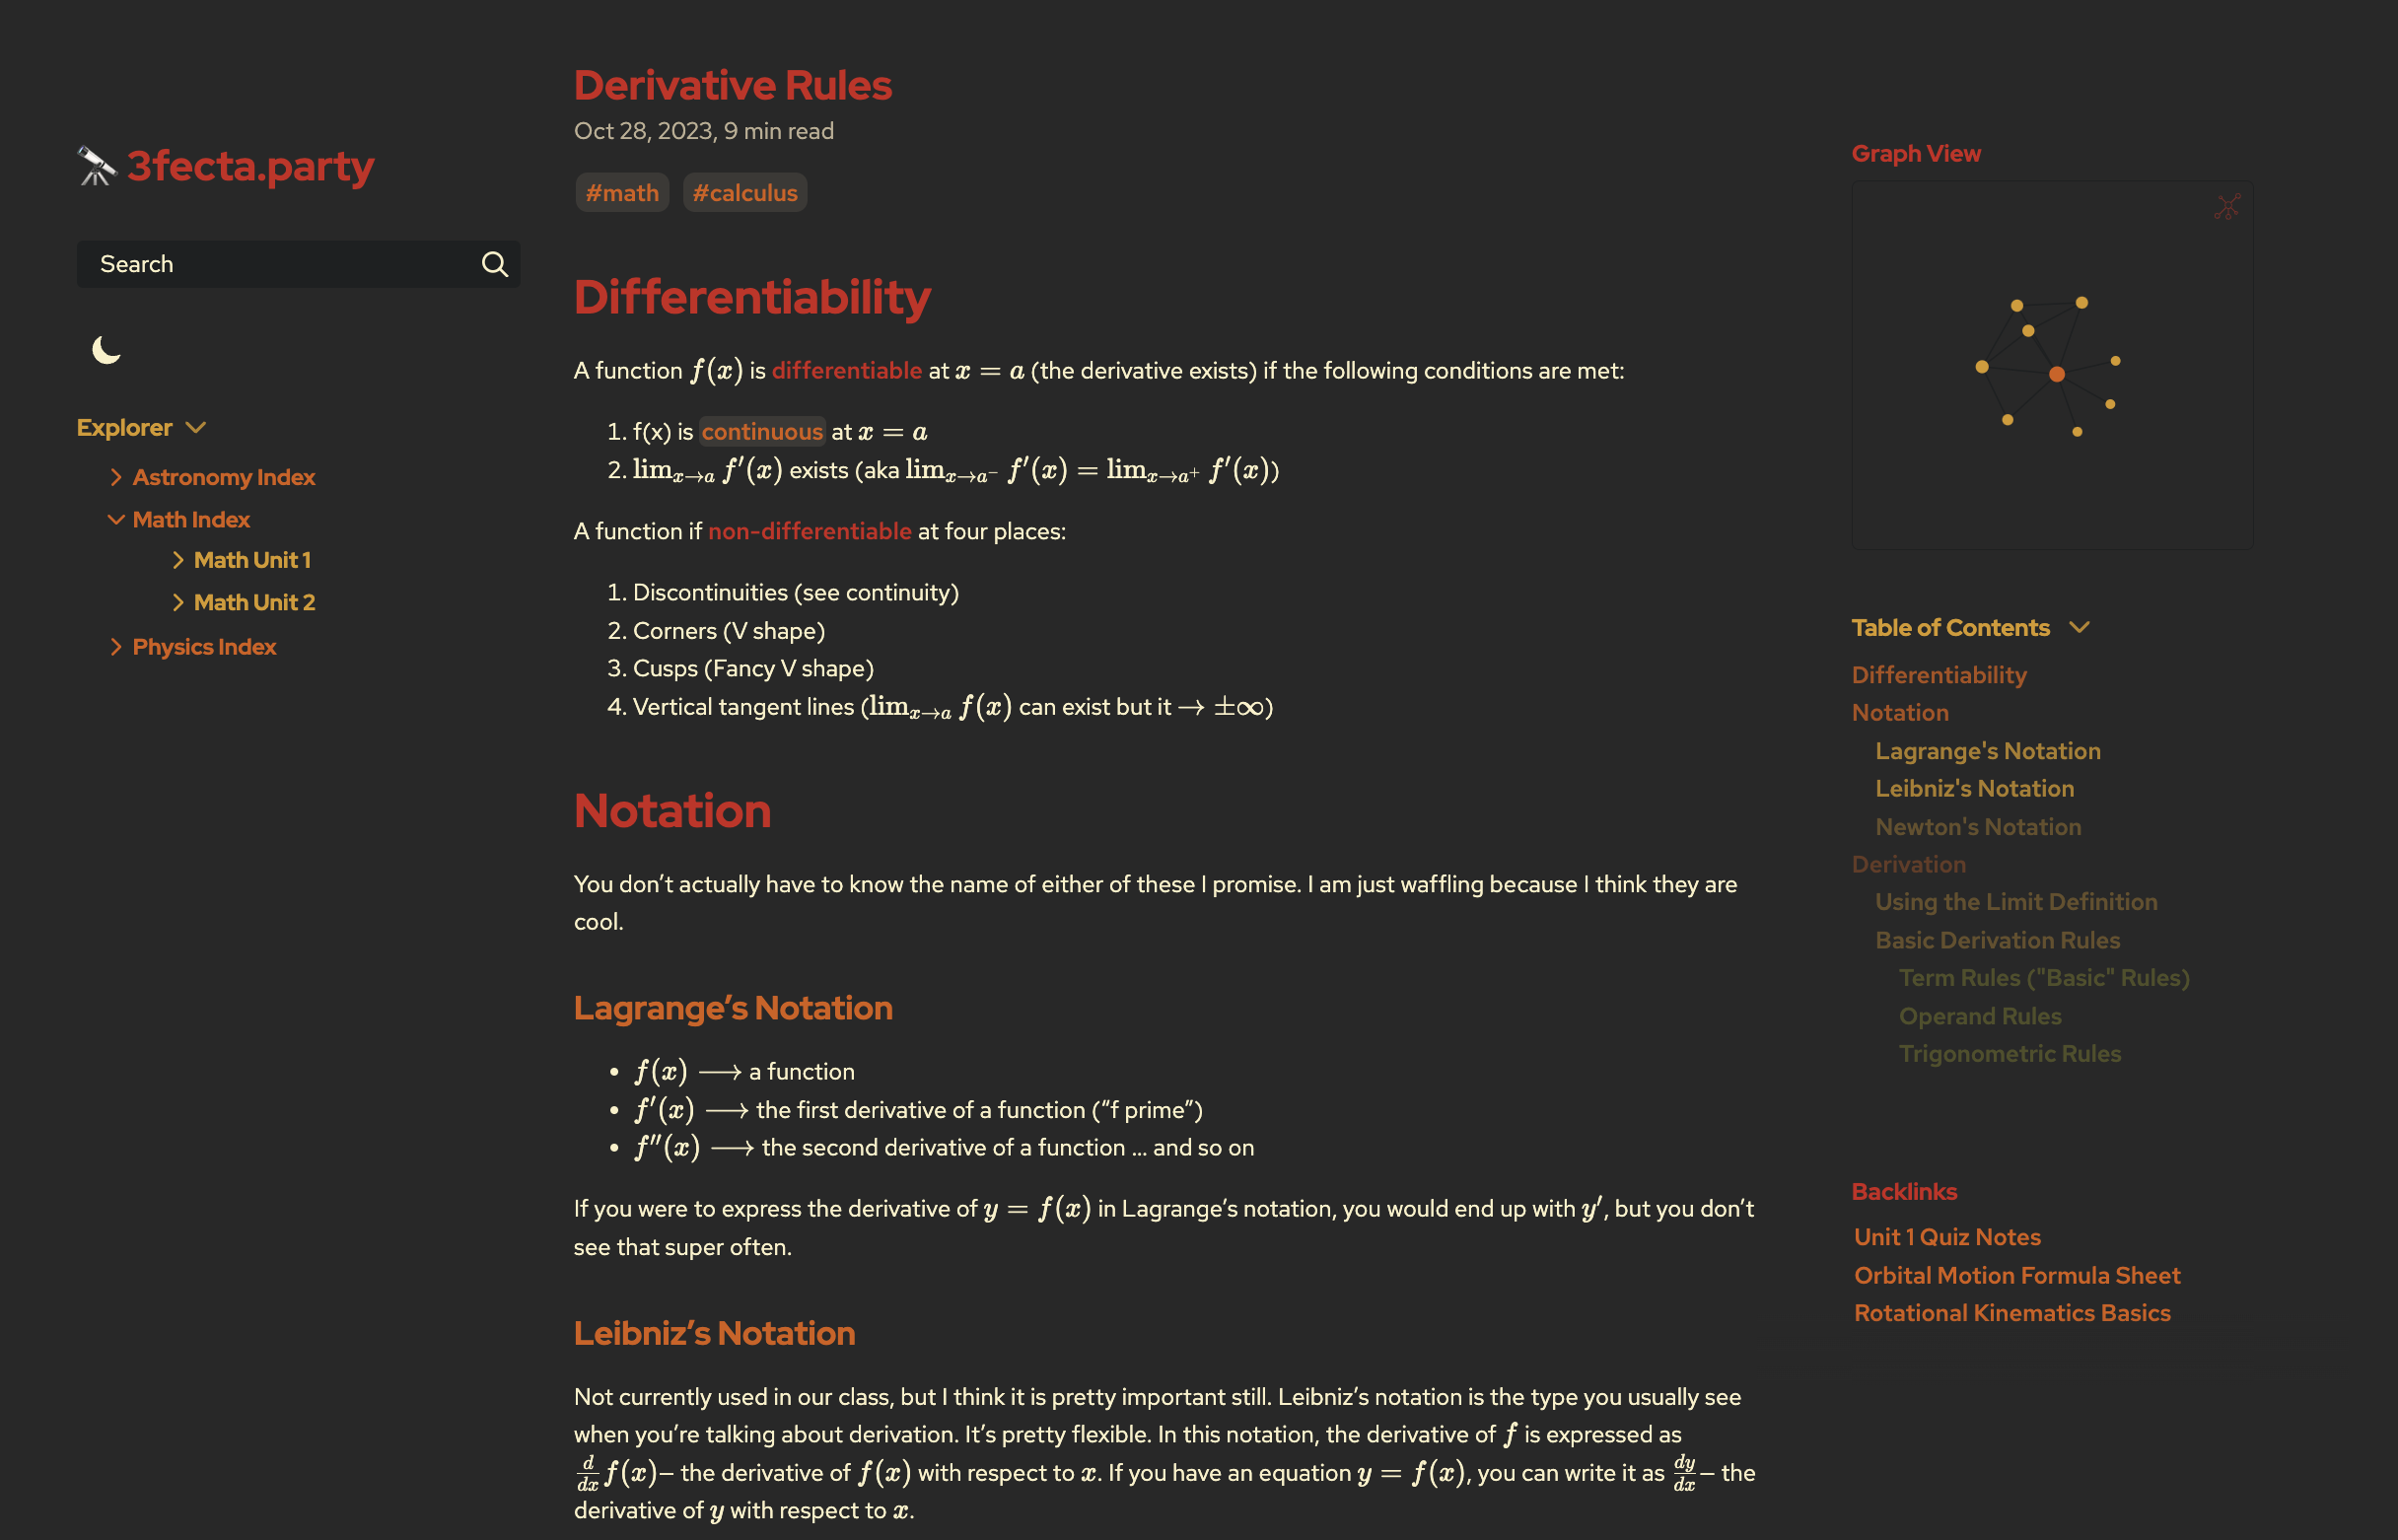 🔭 3fecta.party
Search
Explorer
Astronomy Index
Math Index
Math Unit 1
Math Unit 2
Physics Index
Derivative Rules
Oct 28, 2023, 9 min read
#math #calculus
Differentiability
A function f(x) is differentiable at x = a (the derivative exists) if the following conditions are met:
1. f(x) is continuous at x = a
2. lim_{x→a} f′(x) exists (aka lim_{x→a⁻} f′(x) = lim_{x→a⁺} f′(x))
A function if non-differentiable at four places:
1. Discontinuities (see continuity)
2. Corners (V shape)
3. Cusps (Fancy V shape)
4. Vertical tangent lines (lim_{x→a} f(x) can exist but it → ±∞)
Notation
You don’t actually have to know the name of either of these I promise. I am just waffling because I think they are
cool.
Lagrange’s Notation
• f(x) ⟶ a function
• f′(x) ⟶ the first derivative of a function (“f prime”)
• f′′(x) ⟶ the second derivative of a function … and so on
If you were to express the derivative of y = f(x) in Lagrange’s notation, you would end up with y′, but you don’t
see that super often.
Leibniz’s Notation
Not currently used in our class, but I think it is pretty important still. Leibniz’s notation is the type you usually see
when you’re talking about derivation. It’s pretty flexible. In this notation, the derivative of f is expressed as
d/dx f(x)– the derivative of f(x) with respect to x. If you have an equation y = f(x), you can write it as dy/dx– the
derivative of y with respect to x.
Graph View
Table of Contents
Differentiability
Notation
Lagrange's Notation
Leibniz's Notation
Newton's Notation
Derivation
Using the Limit Definition
Basic Derivation Rules
Term Rules ("Basic" Rules)
Operand Rules
Trigonometric Rules
Backlinks
Unit 1 Quiz Notes
Orbital Motion Formula Sheet
Rotational Kinematics Basics